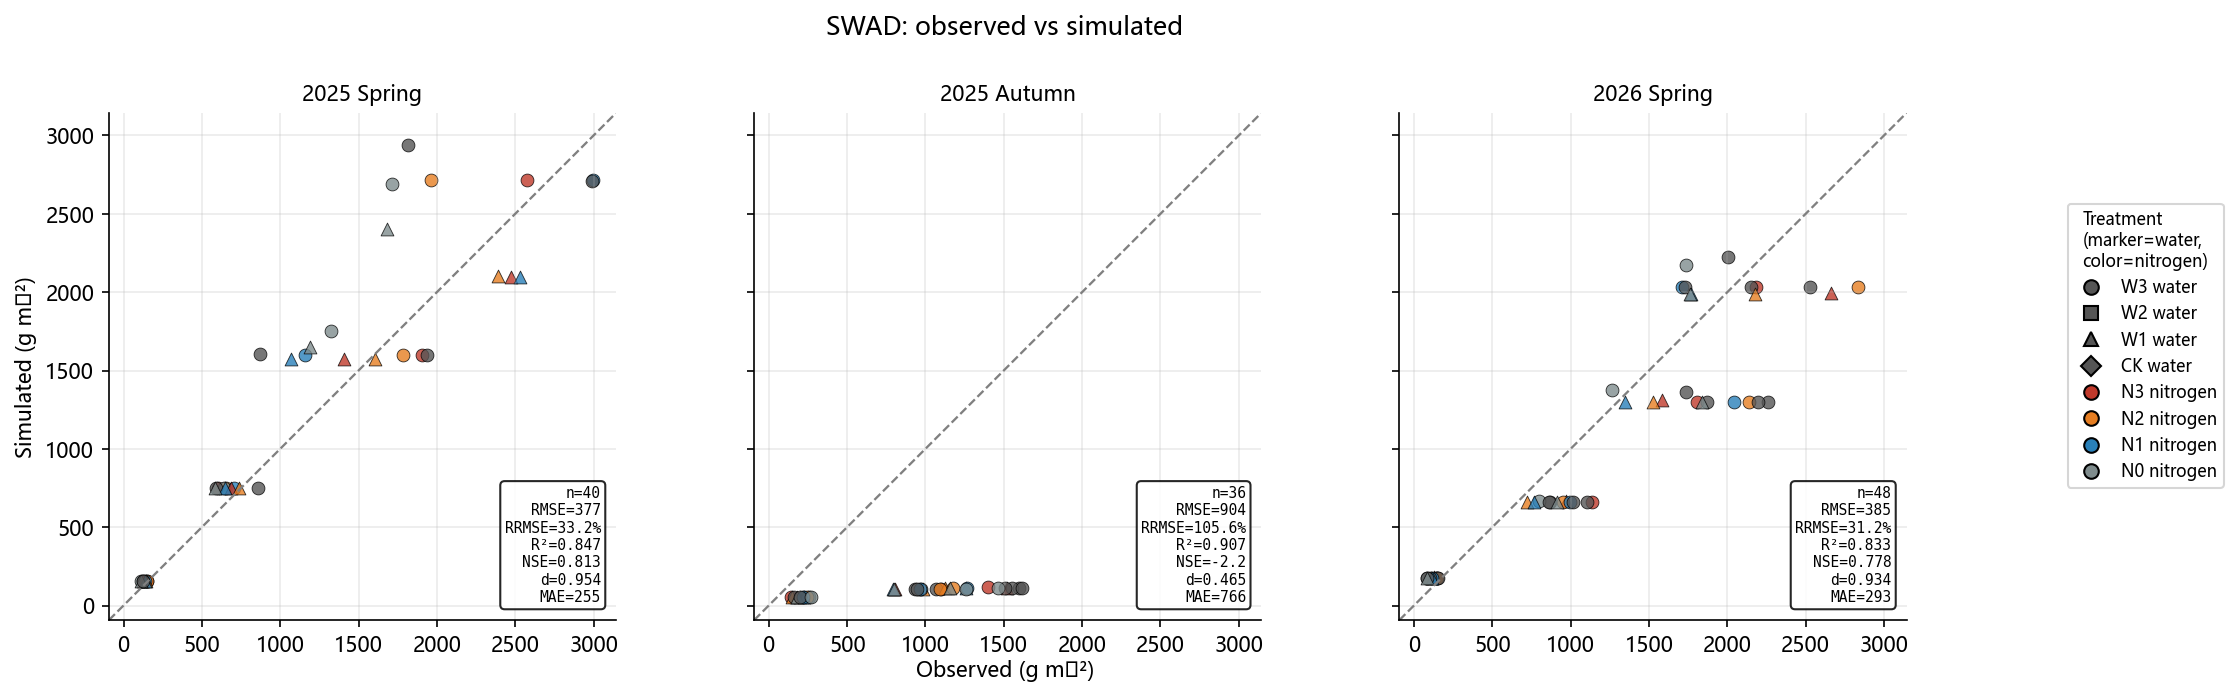 SWAD: observed vs simulated
2025 Spring
2025 Autumn
2026 Spring
Simulated (g m□²)
3000
2500
2000
1500
1000
500
0
0 500 1000 1500 2000 2500 3000
n=40
RMSE=377
RRMSE=33.2%
R²=0.847
NSE=0.813
d=0.954
MAE=255
0 500 1000 1500 2000 2500 3000
n=36
RMSE=904
RRMSE=105.6%
R²=0.907
NSE=-2.2
d=0.465
MAE=766
Observed (g m□²)
0 500 1000 1500 2000 2500 3000
n=48
RMSE=385
RRMSE=31.2%
R²=0.833
NSE=0.778
d=0.934
MAE=293
Treatment
(marker=water,
color=nitrogen)
W3 water
W2 water
W1 water
CK water
N3 nitrogen
N2 nitrogen
N1 nitrogen
N0 nitrogen